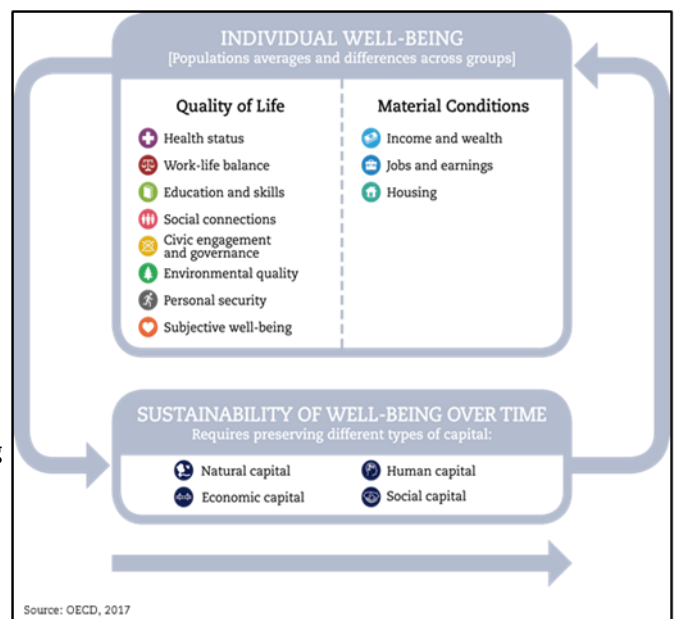 INDIVIDUAL WELL-BEING
[Populations averages and differences across groups]
Quality of Life
Health status
Work-life balance
Education and skills
Social connections
Civic engagement
and governance
Environmental quality
Personal security
Subjective well-being
Material Conditions
Income and wealth
Jobs and earnings
Housing
SUSTAINABILITY OF WELL-BEING OVER TIME
Requires preserving different types of capital:
Natural capital
Human capital
Economic capital
Social capital
Source: OECD, 2017